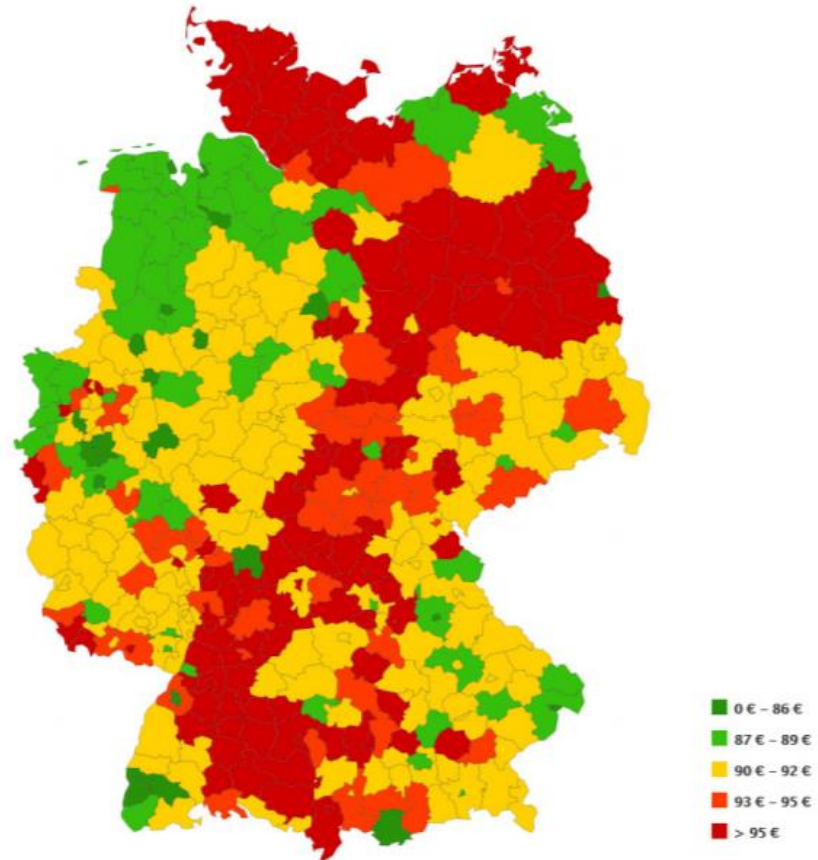 0 € – 86 €
87 € – 89 €
90 € – 92 €
93 € – 95 €
> 95 €